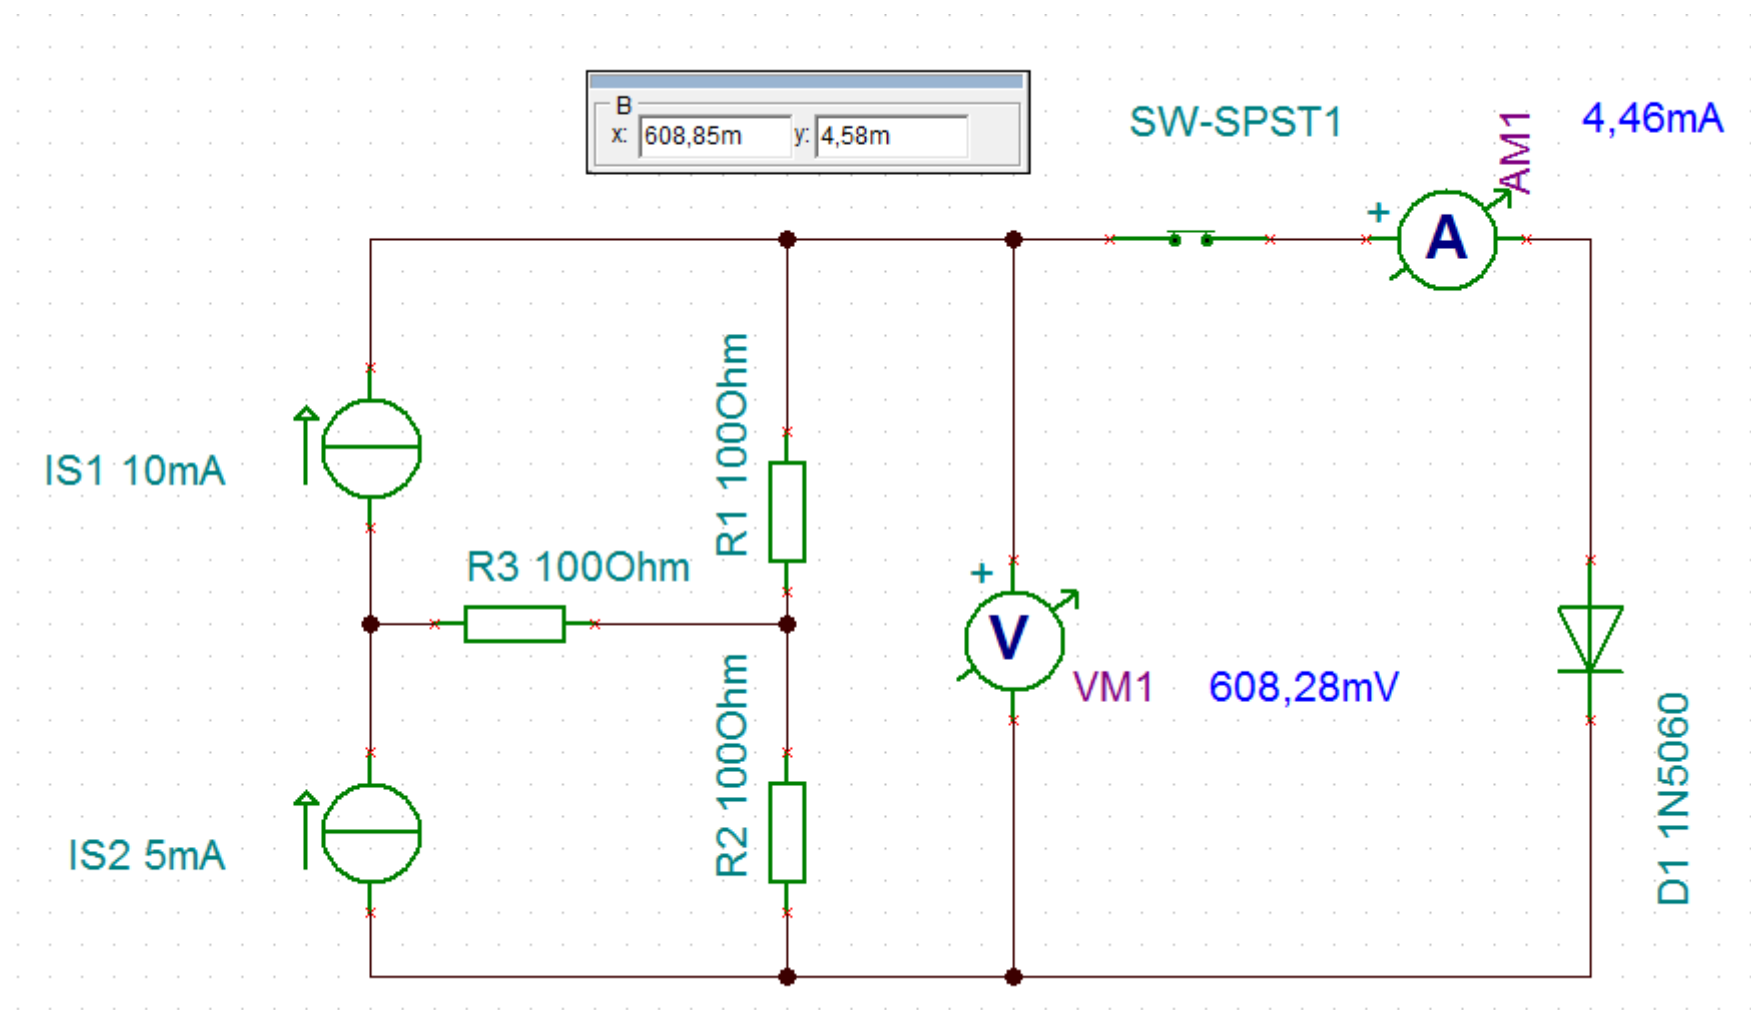 B
x: 608,85m y: 4,58m
SW-SPST1
AM1
4,46mA
+
A
IS1 10mA
R1 100Ohm
R3 100Ohm
+
V
VM1 608,28mV
IS2 5mA
R2 100Ohm
D1 1N5060